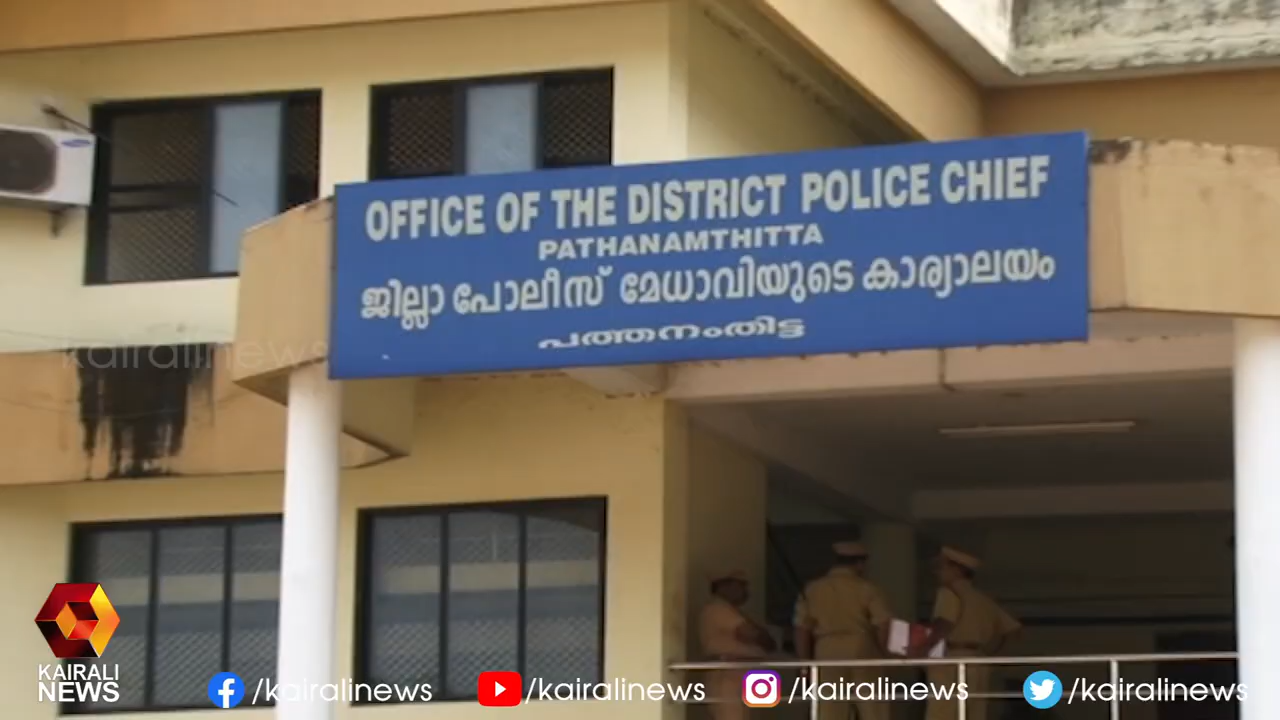 OFFICE OF THE DISTRICT POLICE CHIEF
PATHANAMTHITTA
ജില്ലാ പോലീസ് മേധാവിയുടെ കാര്യാലയം
പത്തനംതിട്ട
kairalinews
KAIRALI
NEWS
/kairalinews
/kairalinews
/kairalinews
/kairalinews